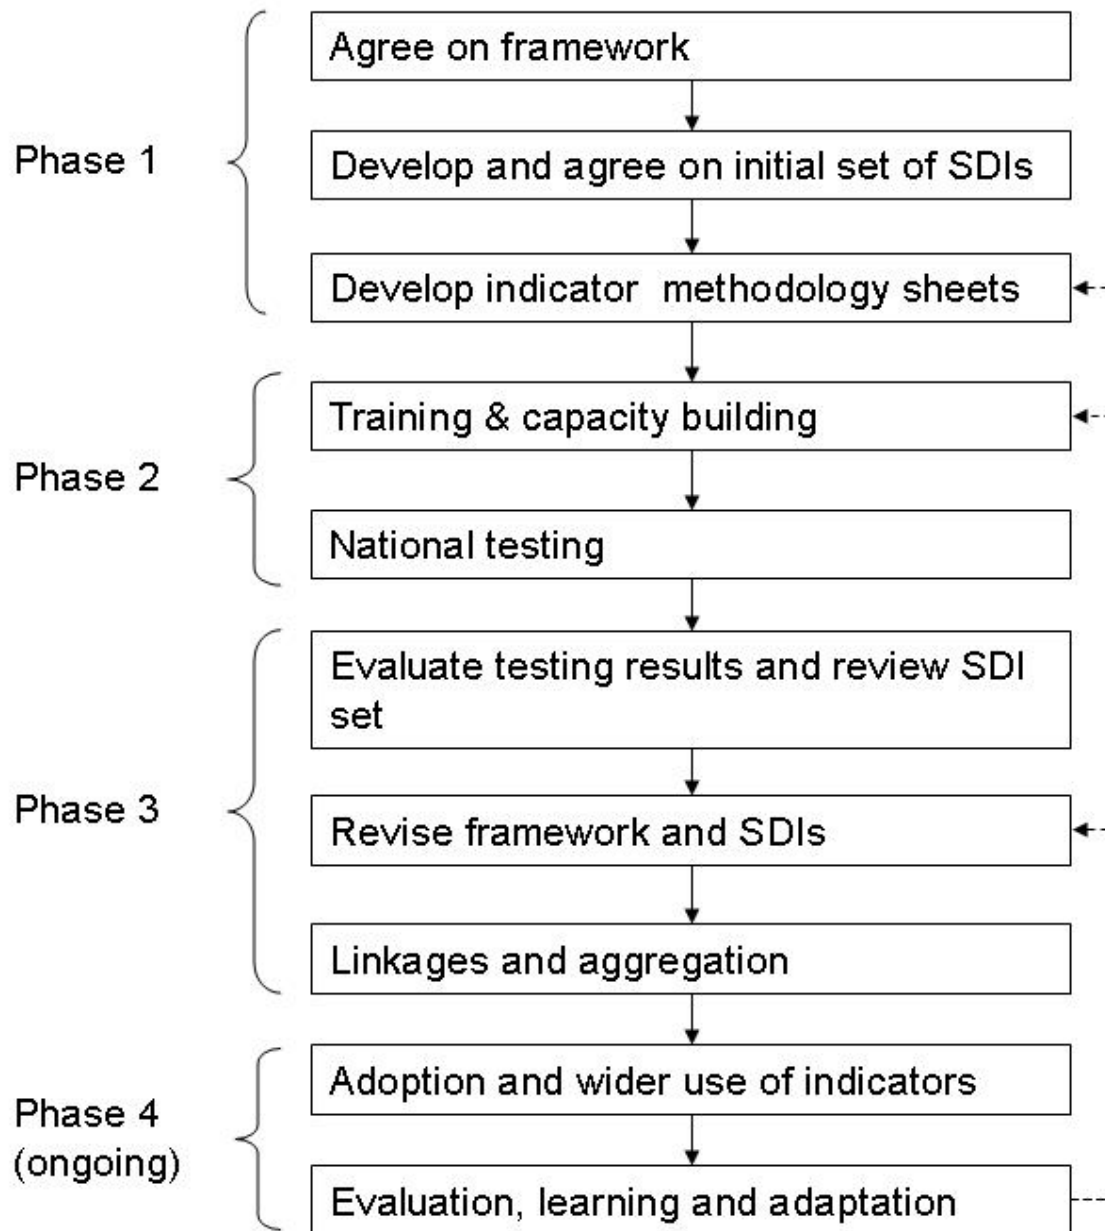 Agree on framework
Phase 1
Develop and agree on initial set of SDIs
Develop indicator methodology sheets
Training & capacity building
Phase 2
National testing
Evaluate testing results and review SDI
set
Phase 3
Revise framework and SDIs
Linkages and aggregation
Adoption and wider use of indicators
Phase 4
(ongoing)
Evaluation, learning and adaptation